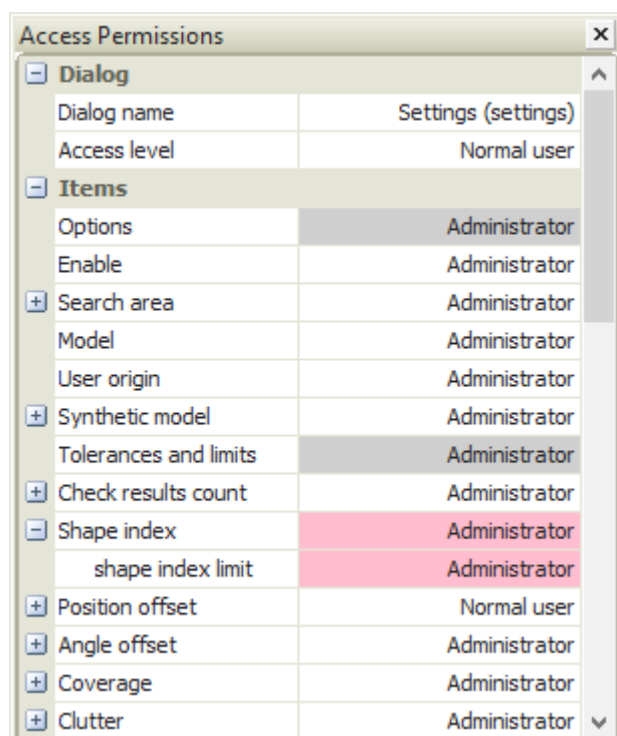 Access Permissions
Dialog
Dialog name Settings (settings)
Access level Normal user
Items
Options Administrator
Enable Administrator
Search area Administrator
Model Administrator
User origin Administrator
Synthetic model Administrator
Tolerances and limits Administrator
Check results count Administrator
Shape index Administrator
shape index limit Administrator
Position offset Normal user
Angle offset Administrator
Coverage Administrator
Clutter Administrator